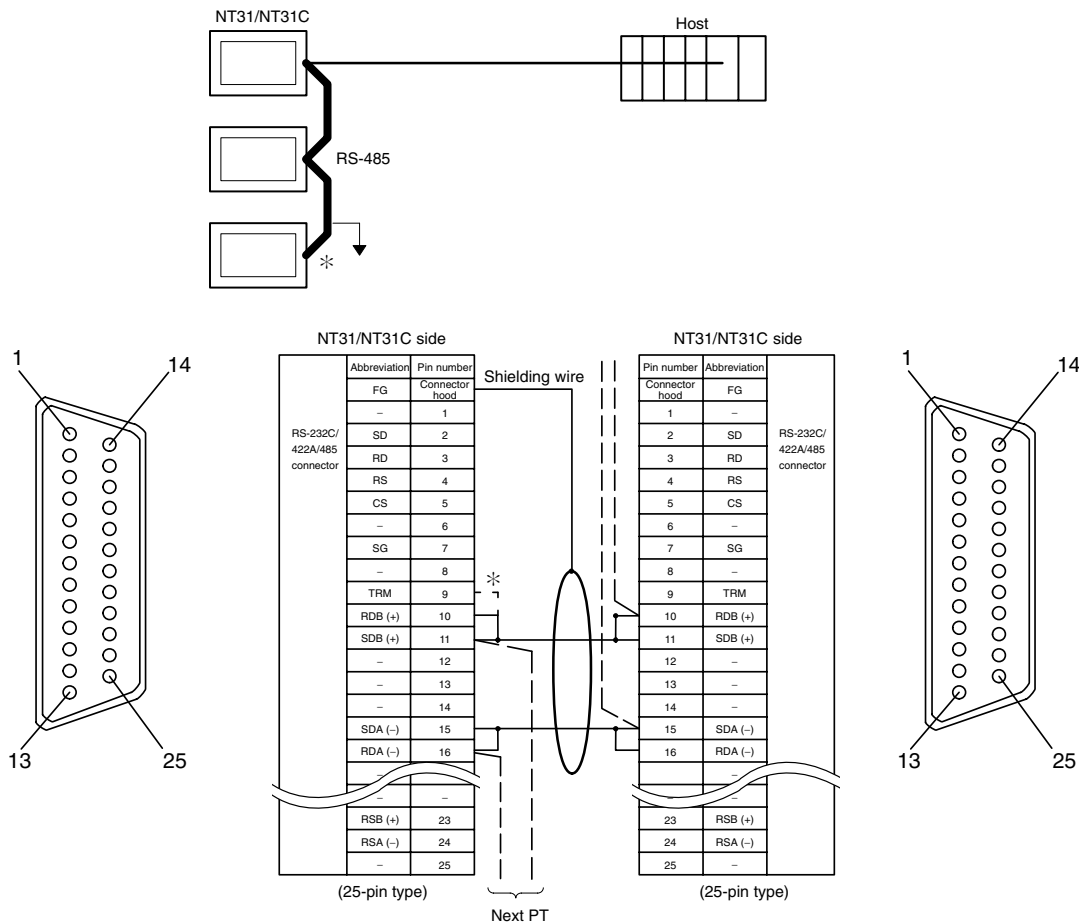 NT31/NT31C
Host
RS-485
*
NT31/NT31C side
NT31/NT31C side
1
14
13
25
Abbreviation Pin number
FG Connector hood
– 1
RS-232C/
422A/485
connector
SD 2
RD 3
RS 4
CS 5
– 6
SG 7
– 8
TRM 9
RDB (+) 10
SDB (+) 11
– 12
– 13
– 14
SDA (–) 15
RDA (–) 16
–
– –
RSB (+) 23
RSA (–) 24
– 25
(25-pin type)
Shielding wire
*
Next PT
Pin number Abbreviation
Connector hood FG
1 –
2 SD
3 RD
4 RS
5 CS
6 –
7 SG
8 –
9 TRM
10 RDB (+)
11 SDB (+)
12 –
13 –
14 –
15 SDA (–)
16 RDA (–)
–
– –
23 RSB (+)
24 RSA (–)
25 –
RS-232C/
422A/485
connector
(25-pin type)
1
14
13
25